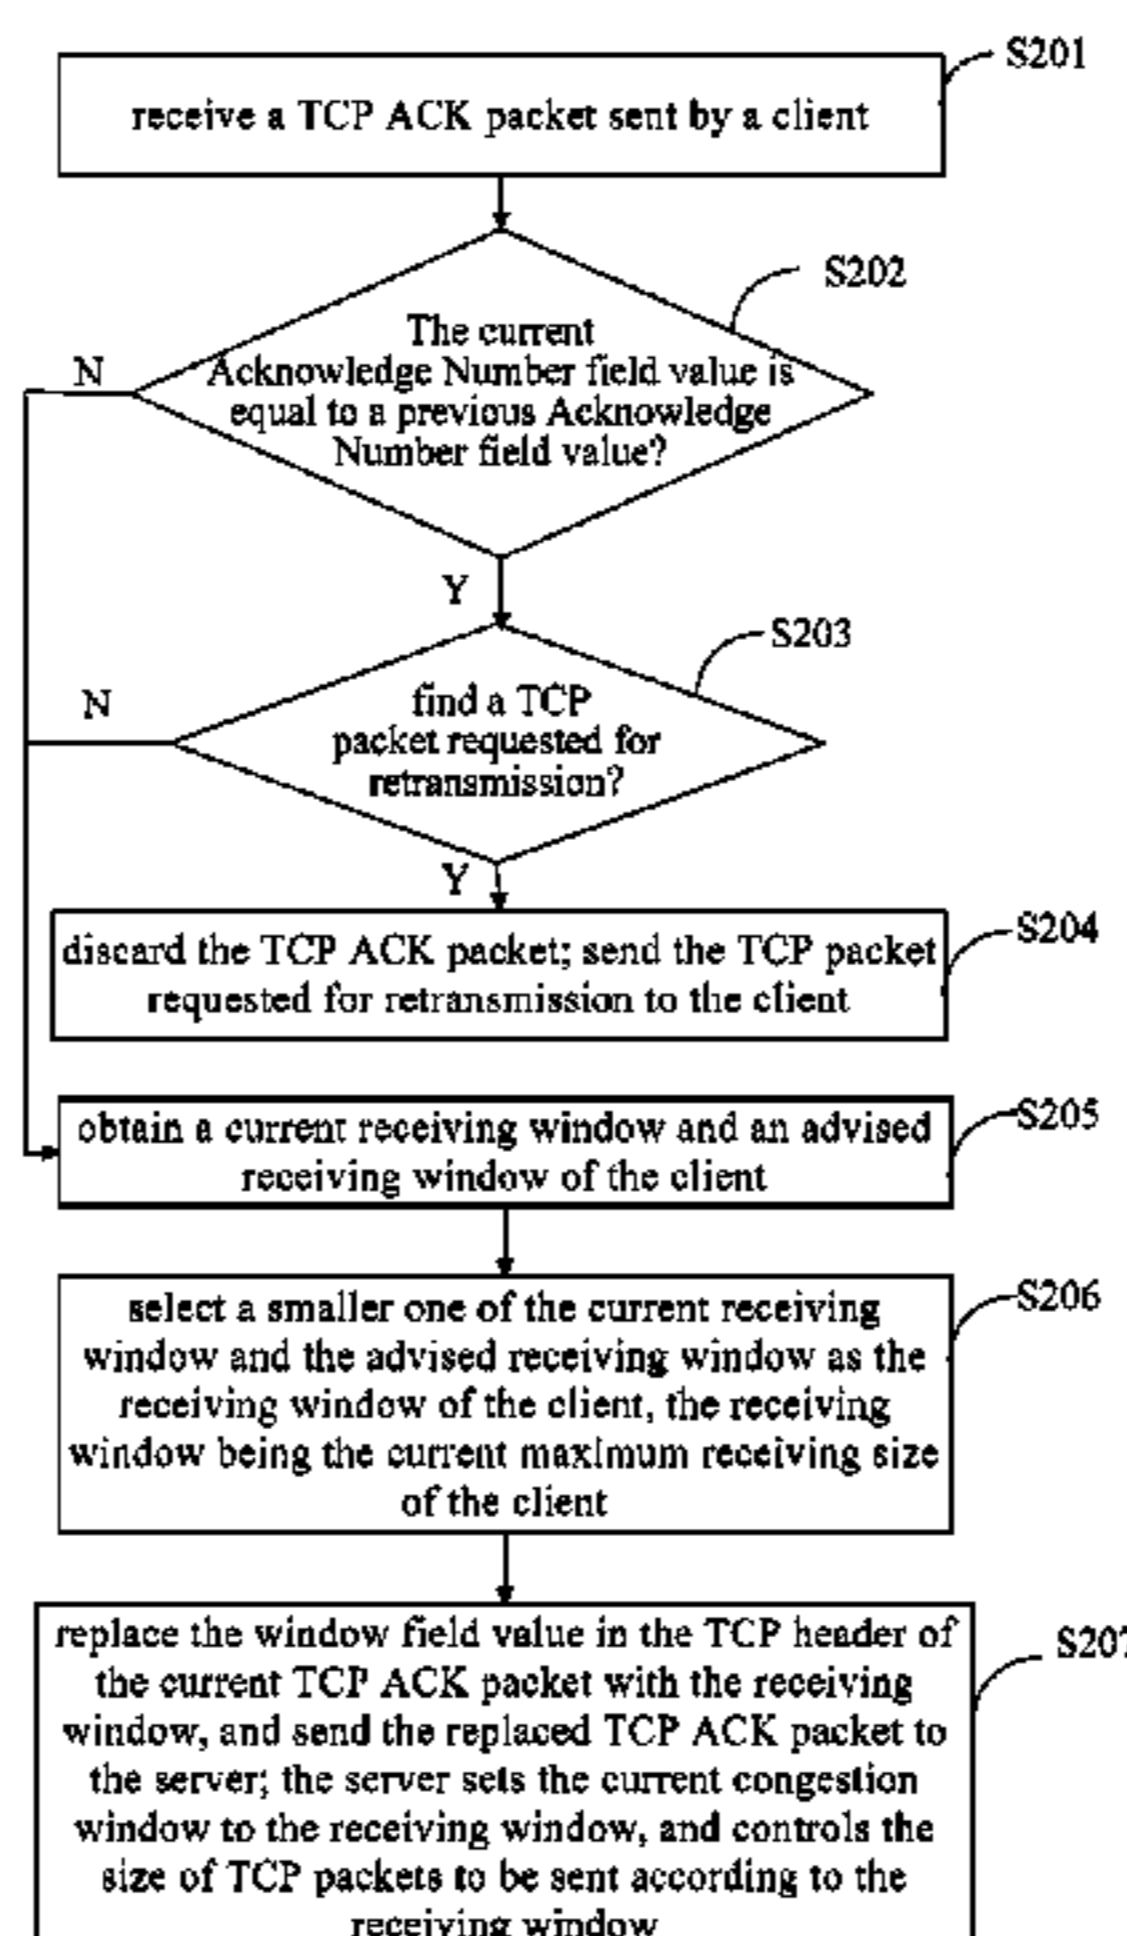 S201
receive a TCP ACK packet sent by a client
S202
The current
Acknowledge Number field value is
equal to a previous Acknowledge
Number field value?
N
Y
S203
find a TCP
packet requested for
retransmission?
N
Y
S204
discard the TCP ACK packet; send the TCP packet
requested for retransmission to the client
S205
obtain a current receiving window and an advised
receiving window of the client
S206
select a smaller one of the current receiving
window and the advised receiving window as the
receiving window of the client, the receiving
window being the current maximum receiving size
of the client
S207
replace the window field value in the TCP header of
the current TCP ACK packet with the receiving
window, and send the replaced TCP ACK packet to
the server; the server sets the current congestion
window to the receiving window, and controls the
size of TCP packets to be sent according to the
receiving window